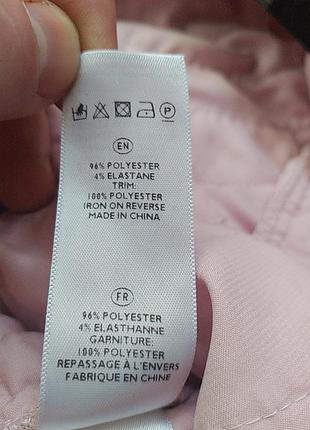 P
EN
96% POLYESTER
4% ELASTANE
TRIM:
100% POLYESTER
IRON ON REVERSE
MADE IN CHINA
FR
96% POLYESTER
4% ELASTHANNE
GARNITURE:
100% POLYESTER
REPASSAGE À L'ENVERS
FABRIQUE EN CHINE